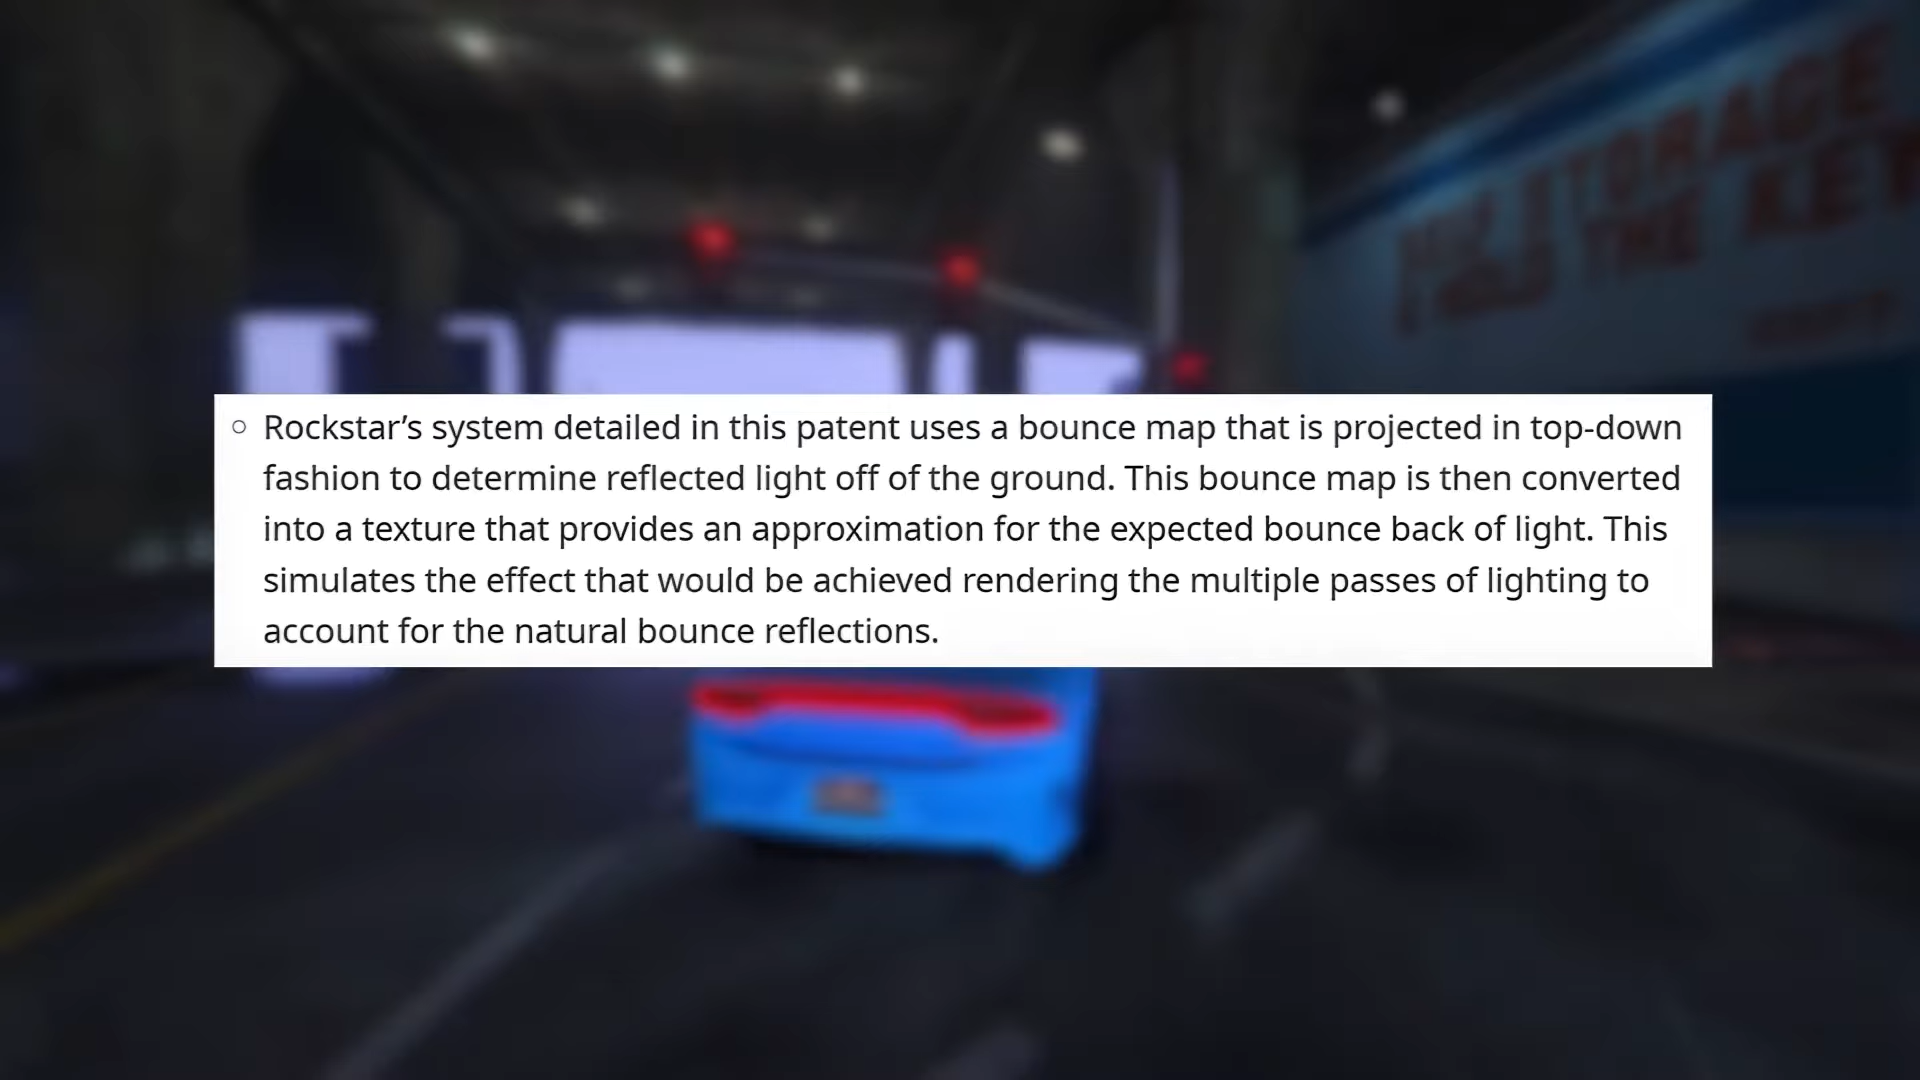 Rockstar’s system detailed in this patent uses a bounce map that is projected in top-down
fashion to determine reflected light off of the ground. This bounce map is then converted
into a texture that provides an approximation for the expected bounce back of light. This
simulates the effect that would be achieved rendering the multiple passes of lighting to
account for the natural bounce reflections.
STORAGE
THE KEY